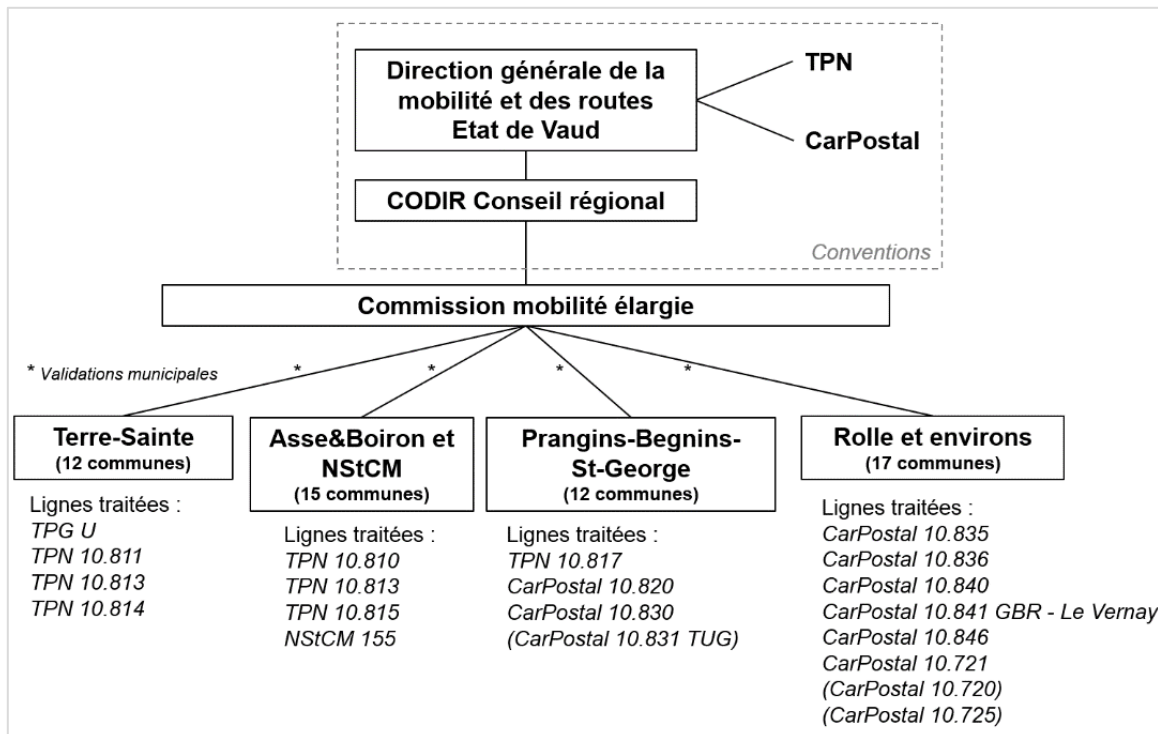 Direction générale de la
mobilité et des routes
Etat de Vaud
TPN
CarPostal
CODIR Conseil régional
Conventions
Commission mobilité élargie
* Validations municipales
*
*
*
*
Terre-Sainte
(12 communes)
Lignes traitées :
TPG U
TPN 10.811
TPN 10.813
TPN 10.814
Asse&Boiron et
NStCM
(15 communes)
Lignes traitées :
TPN 10.810
TPN 10.813
TPN 10.815
NStCM 155
Prangins-Begnins-
St-George
(12 communes)
Lignes traitées :
TPN 10.817
CarPostal 10.820
CarPostal 10.830
(CarPostal 10.831 TUG)
Rolle et environs
(17 communes)
Lignes traitées :
CarPostal 10.835
CarPostal 10.836
CarPostal 10.840
CarPostal 10.841 GBR - Le Vernay
CarPostal 10.846
CarPostal 10.721
(CarPostal 10.720)
(CarPostal 10.725)